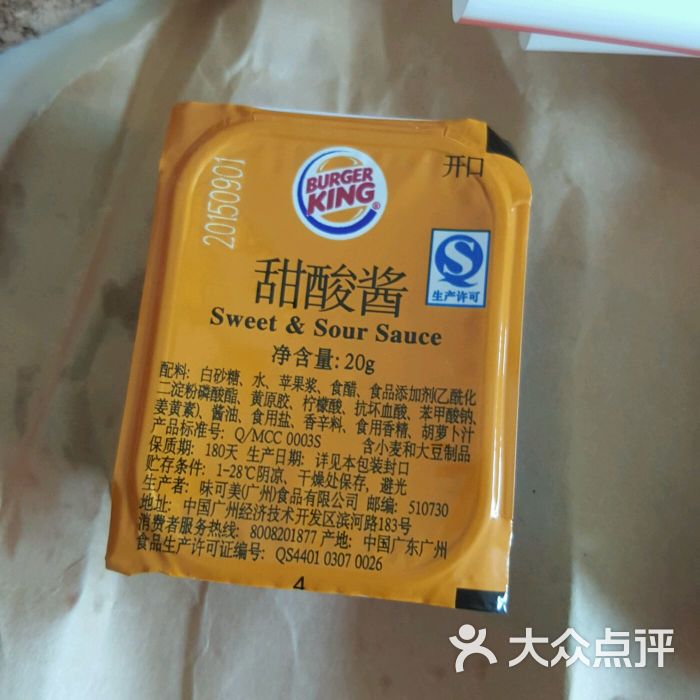 20150901
BURGER
KING
®
开口
S
生产许可
甜酸酱
Sweet & Sour Sauce
净含量: 20g
配料: 白砂糖、水、苹果浆、食醋、食品添加剂(乙酰化
二淀粉磷酸酯、黄原胶、柠檬酸、抗坏血酸、苯甲酸钠、
姜黄素)、酱油、食用盐、香辛料、食用香精、胡萝卜汁
产品标准号: Q/MCC 0003S 含小麦和大豆制品
保质期: 180天 生产日期: 详见本包装封口
贮存条件: 1-28℃阴凉、干燥处保存，避光
生产者: 味可美(广州)食品有限公司 邮编: 510730
地址: 中国广州经济技术开发区滨河路183号
消费者服务热线: 8008201877 产地: 中国广东广州
食品生产许可证编号: QS4401 0307 0026
4
大众点评